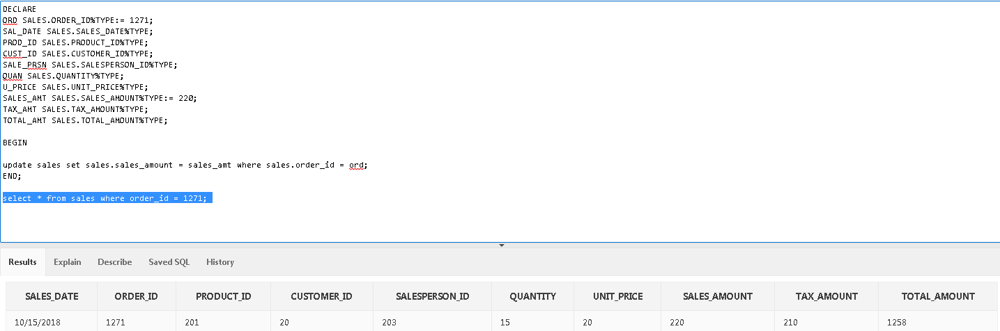 DECLARE
ORD SALES.ORDER_ID%TYPE:= 1271;
SAL_DATE SALES.SALES_DATE%TYPE;
PROD_ID SALES.PRODUCT_ID%TYPE;
CUST_ID SALES.CUSTOMER_ID%TYPE;
SALE_PRSN SALES.SALESPERSON_ID%TYPE;
QUAN SALES.QUANTITY%TYPE;
U_PRICE SALES.UNIT_PRICE%TYPE;
SALES_AMT SALES.SALES_AMOUNT%TYPE:= 220;
TAX_AMT SALES.TAX_AMOUNT%TYPE;
TOTAL_AMT SALES.TOTAL_AMOUNT%TYPE;
BEGIN
update sales set sales.sales_amount = sales_amt where sales.order_id = ord;
END;
select * from sales where order_id = 1271;
Results Explain Describe Saved SQL History
SALES_DATE ORDER_ID PRODUCT_ID CUSTOMER_ID SALESPERSON_ID QUANTITY UNIT_PRICE SALES_AMOUNT TAX_AMOUNT TOTAL_AMOUNT
10/15/2018 1271 201 20 203 15 20 220 210 1258